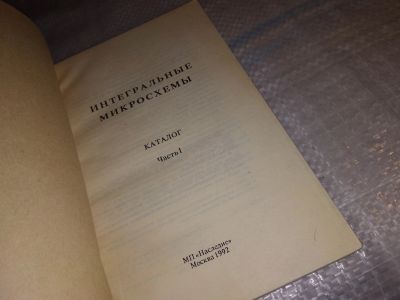 ИНТЕГРАЛЬНЫЕ
МИКРОСХЕМЫ
КАТАЛОГ
Часть I
МП «Наследие»
Москва 1992